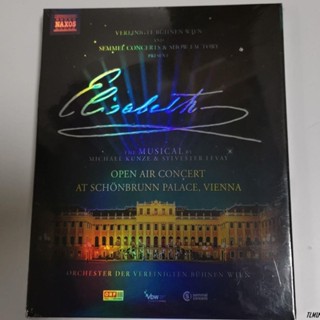 NAXOS
VEREINIGTE BÜHNEN WIEN
AND
SEMMEL CONCERTS & SHOW FACTORY
PRESENT
Elisabeth
THE MUSICAL BY
MICHAEL KUNZE & SYLVESTER LEVAY
OPEN AIR CONCERT
AT SCHÖNBRUNN PALACE, VIENNA
ORCHESTER DER VEREINIGTEN BÜHNEN WIEN